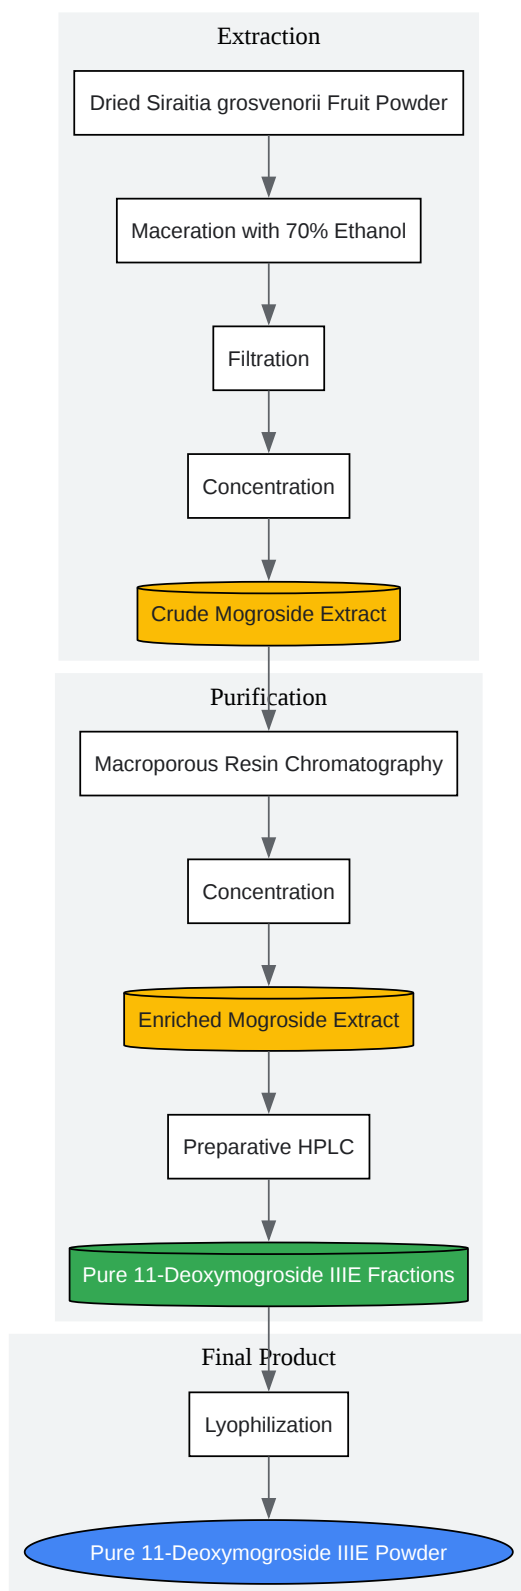 Extraction
Dried Siraitia grosvenorii Fruit Powder
Maceration with 70% Ethanol
Filtration
Concentration
Crude Mogroside Extract
Purification
Macroporous Resin Chromatography
Concentration
Enriched Mogroside Extract
Preparative HPLC
Pure 11-Deoxymogroside IIIE Fractions
Final Product
Lyophilization
Pure 11-Deoxymogroside IIIE Powder